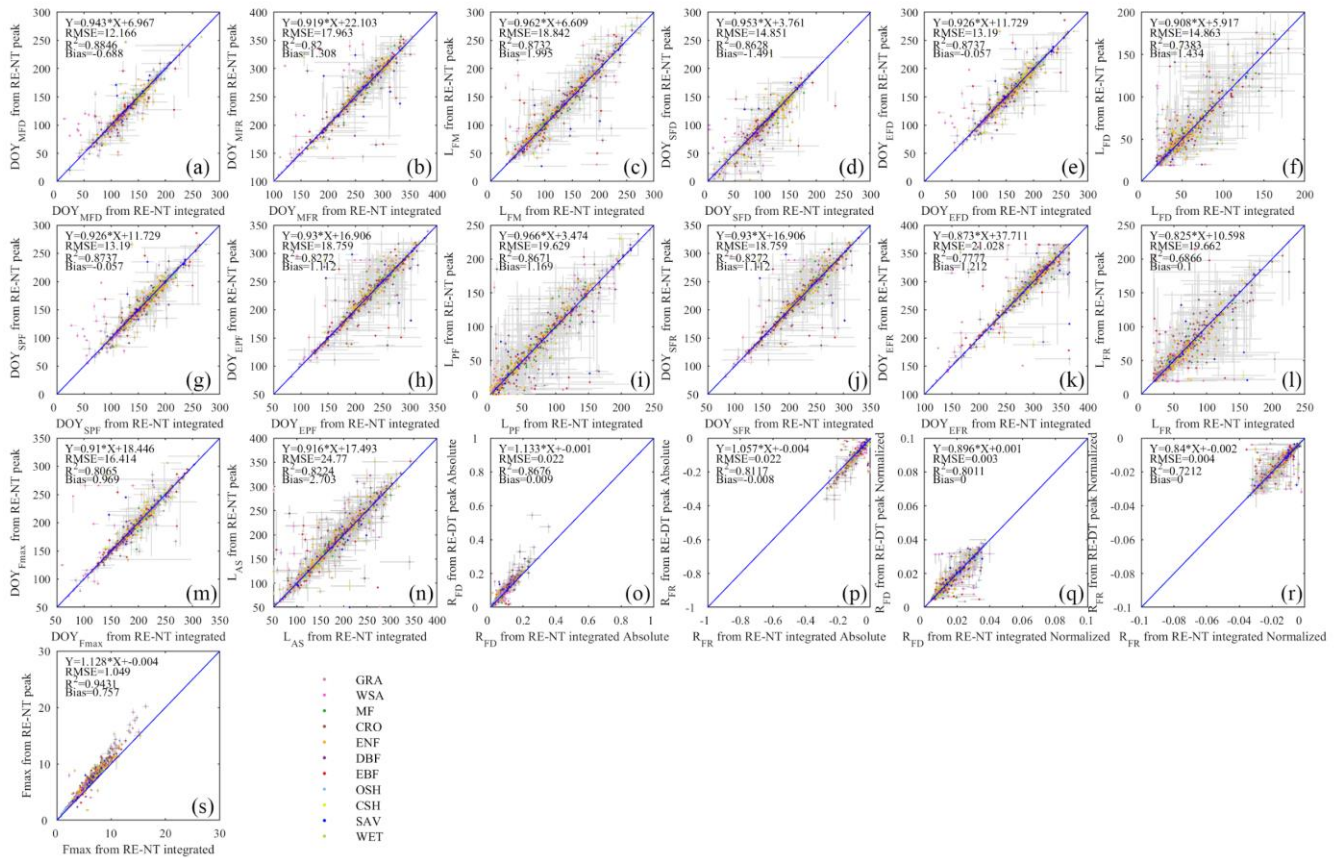 Y=0.943*X+6.967
RMSE=12.166
R²=0.8846
Bias=-0.688
(a)
DOY_MFD from RE-NT peak
DOY_MFD from RE-NT integrated
Y=0.919*X+22.103
RMSE=17.963
R²=0.82
Bias=1.308
(b)
DOY_MFR from RE-NT peak
DOY_MFR from RE-NT integrated
Y=0.962*X+6.609
RMSE=18.842
R²=0.8732
Bias=1.995
(c)
L_FM from RE-NT peak
L_FM from RE-NT integrated
Y=0.953*X+3.761
RMSE=14.851
R²=0.8628
Bias=-1.491
(d)
DOY_SFD from RE-NT peak
DOY_SFD from RE-NT integrated
Y=0.926*X+11.729
RMSE=13.19
R²=0.8737
Bias=-0.057
(e)
DOY_EFD from RE-NT peak
DOY_EFD from RE-NT integrated
Y=0.908*X+5.917
RMSE=14.863
R²=0.7383
Bias=1.434
(f)
L_FD from RE-NT peak
L_FD from RE-NT integrated
Y=0.926*X+11.729
RMSE=13.19
R²=0.8737
Bias=-0.057
(g)
DOY_SPF from RE-NT peak
DOY_SPF from RE-NT integrated
Y=0.93*X+16.906
RMSE=18.759
R²=0.8272
Bias=1.142
(h)
DOY_EPF from RE-NT peak
DOY_EPF from RE-NT integrated
Y=0.966*X+3.474
RMSE=19.629
R²=0.8671
Bias=1.169
(i)
L_PF from RE-NT peak
L_PF from RE-NT integrated
Y=0.93*X+16.906
RMSE=18.759
R²=0.8272
Bias=1.142
(j)
DOY_SFR from RE-NT peak
DOY_SFR from RE-NT integrated
Y=0.873*X+37.711
RMSE=21.028
R²=0.7777
Bias=1.212
(k)
DOY_EFR from RE-NT peak
DOY_EFR from RE-NT integrated
Y=0.825*X+10.598
RMSE=19.662
R²=0.6866
Bias=0.1
(l)
L_FR from RE-NT peak
L_FR from RE-NT integrated
Y=0.91*X+18.446
RMSE=16.414
R²=0.8065
Bias=0.969
(m)
DOY_Fmax from RE-NT peak
DOY_Fmax from RE-NT integrated
Y=0.916*X+17.493
RMSE=24.77
R²=0.8224
Bias=2.703
(n)
L_AS from RE-NT peak
L_AS from RE-NT integrated
Y=1.133*X+-0.001
RMSE=0.022
R²=0.8676
Bias=0.009
(o)
R_FD from RE-DT peak Absolute
R_FD from RE-NT integrated Absolute
Y=1.057*X+-0.004
RMSE=0.022
R²=0.8117
Bias=-0.008
(p)
R_FR from RE-DT peak Absolute
R_FR from RE-NT integrated Absolute
Y=0.896*X+0.001
RMSE=0.003
R²=0.8011
Bias=0
(q)
R_FD from RE-DT peak Normalized
R_FD from RE-NT integrated Normalized
Y=0.84*X+-0.002
RMSE=0.004
R²=0.7212
Bias=0
(r)
R_FR from RE-DT peak Normalized
R_FR from RE-NT integrated Normalized
Y=1.128*X+-0.004
RMSE=1.049
R²=0.9431
Bias=0.757
(s)
Fmax from RE-NT peak
Fmax from RE-NT integrated
GRA
WSA
MF
CRO
ENF
DBF
EBF
OSH
CSH
SAV
WET